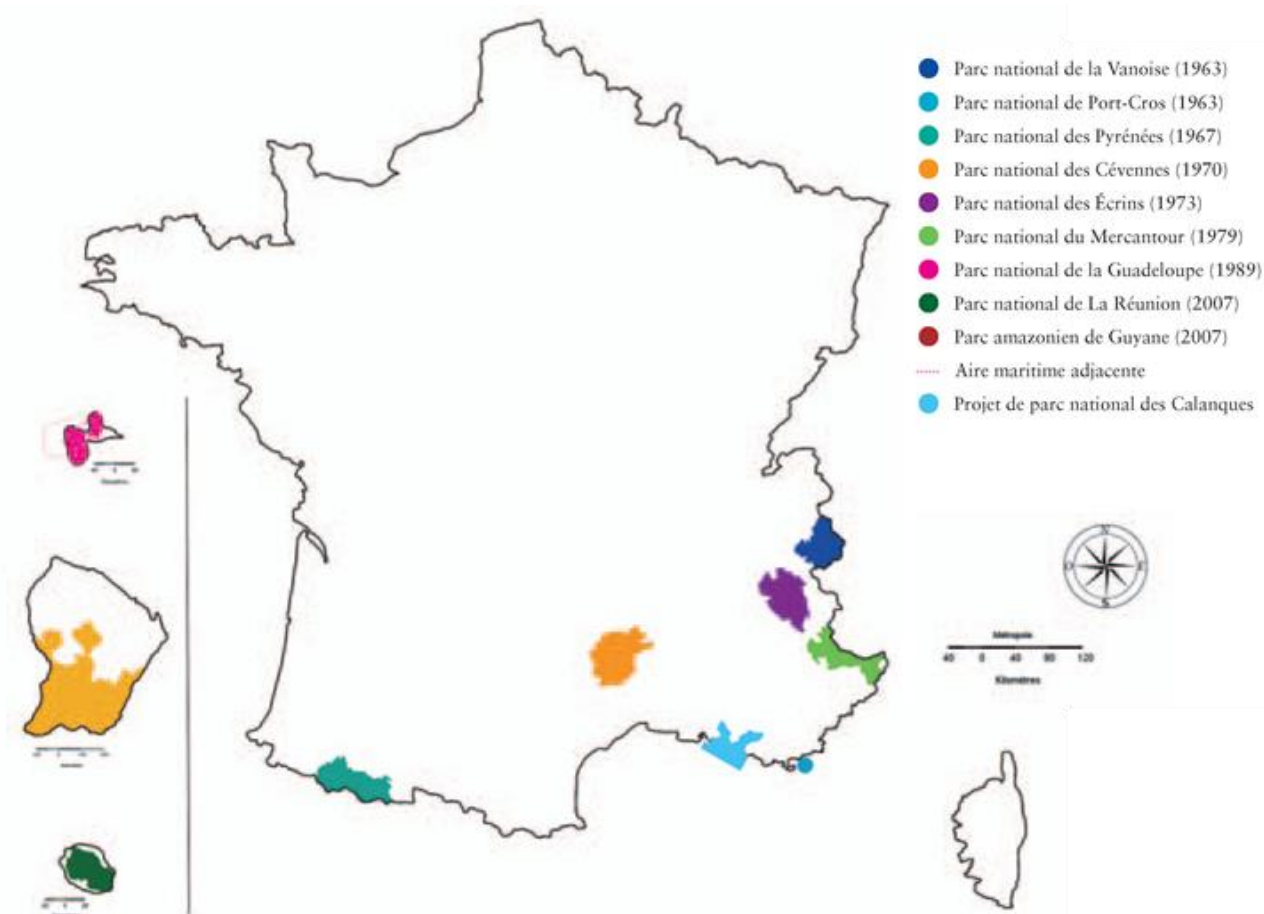 Parc national de la Vanoise (1963)
Parc national de Port-Cros (1963)
Parc national des Pyrénées (1967)
Parc national des Cévennes (1970)
Parc national des Écrins (1973)
Parc national du Mercantour (1979)
Parc national de la Guadeloupe (1989)
Parc national de La Réunion (2007)
Parc amazonien de Guyane (2007)
Aire maritime adjacente
Projet de parc national des Calanques
N
O E
S
Métropole
40 0 40 80 120
Kilomètres